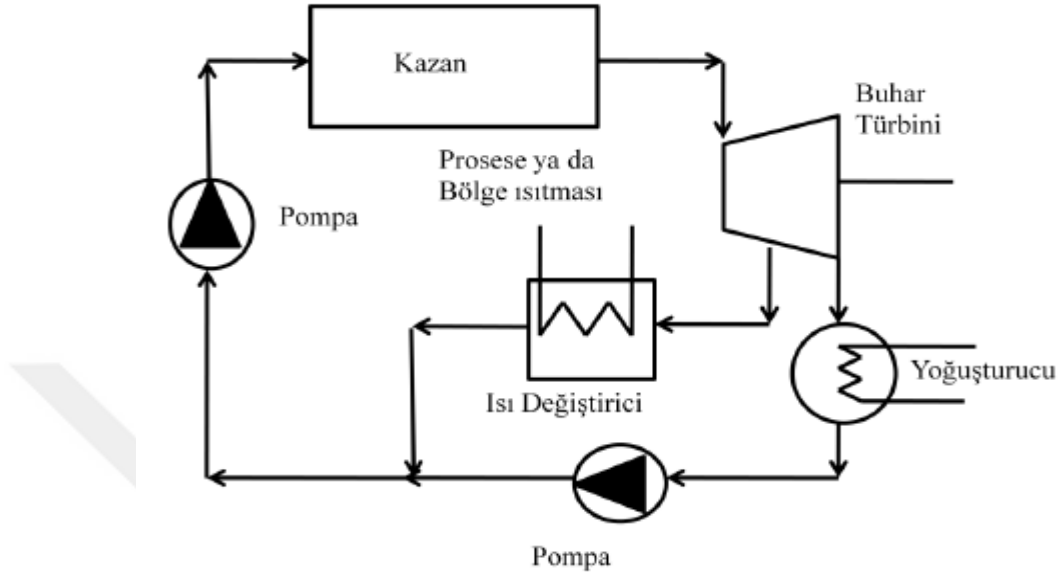 Kazan
Buhar
Türbini
Prosese ya da
Bölge ısıtması
Pompa
Isı Değiştirici
Yoğuşturucu
Pompa